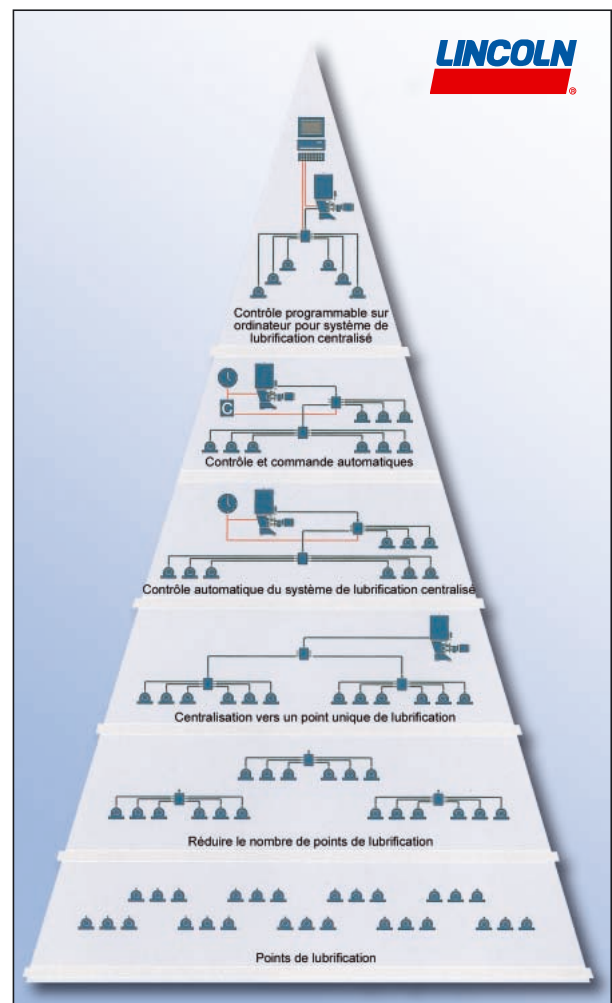 LINCOLN
®
Contrôle programmable sur
ordinateur pour système de
lubrification centralisé
C
Contrôle et commande automatiques
Contrôle automatique du système de lubrification centralisé
Centralisation vers un point unique de lubrification
Réduire le nombre de points de lubrification
Points de lubrification